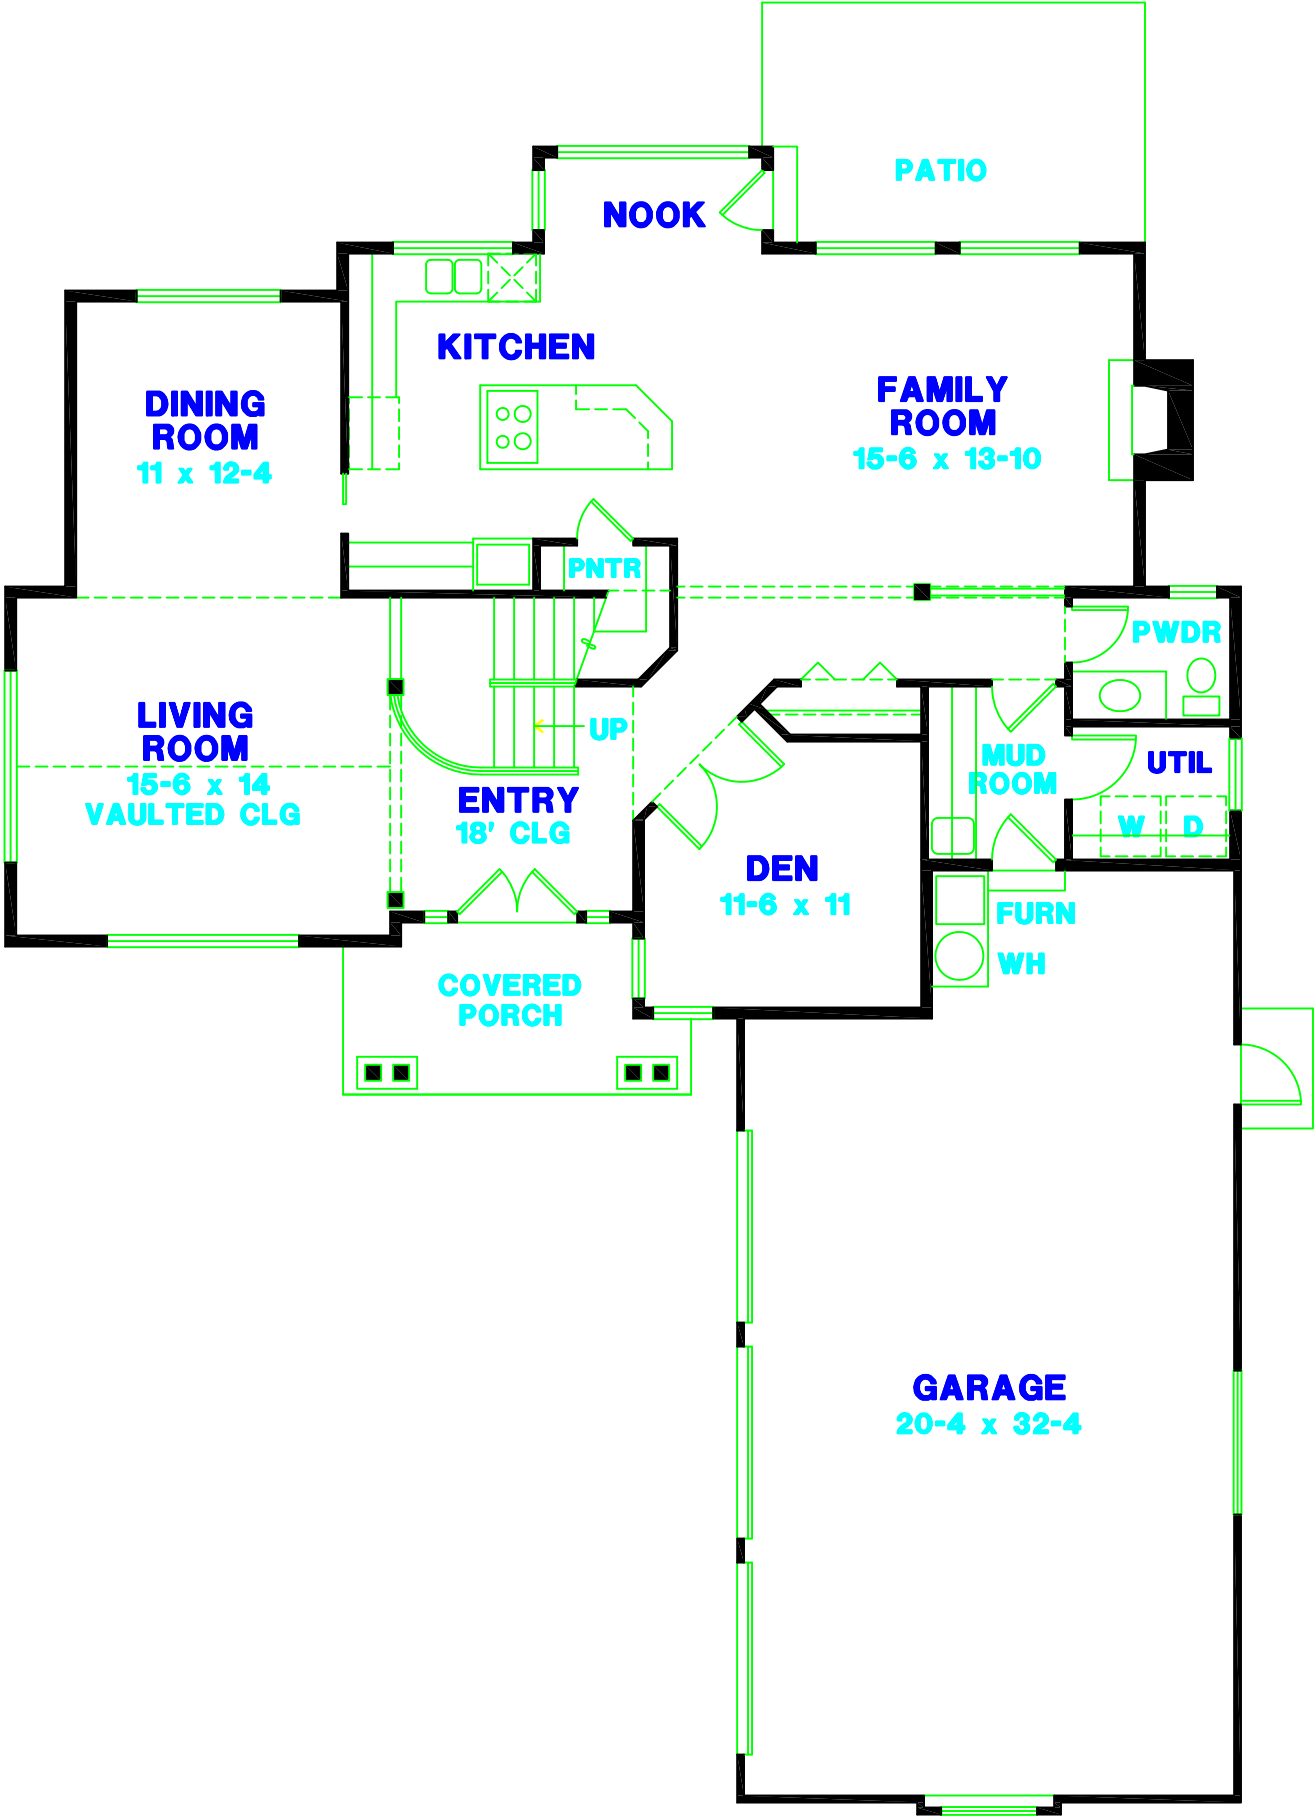 PATIO
NOOK
KITCHEN
DINING
ROOM
11 x 12-4
FAMILY
ROOM
15-6 x 13-10
PNTR
PWDR
LIVING
ROOM
15-6 x 14
VAULTED CLG
UP
ENTRY
18' CLG
MUD
ROOM
UTIL
W D
DEN
11-6 x 11
FURN
WH
COVERED
PORCH
GARAGE
20-4 x 32-4